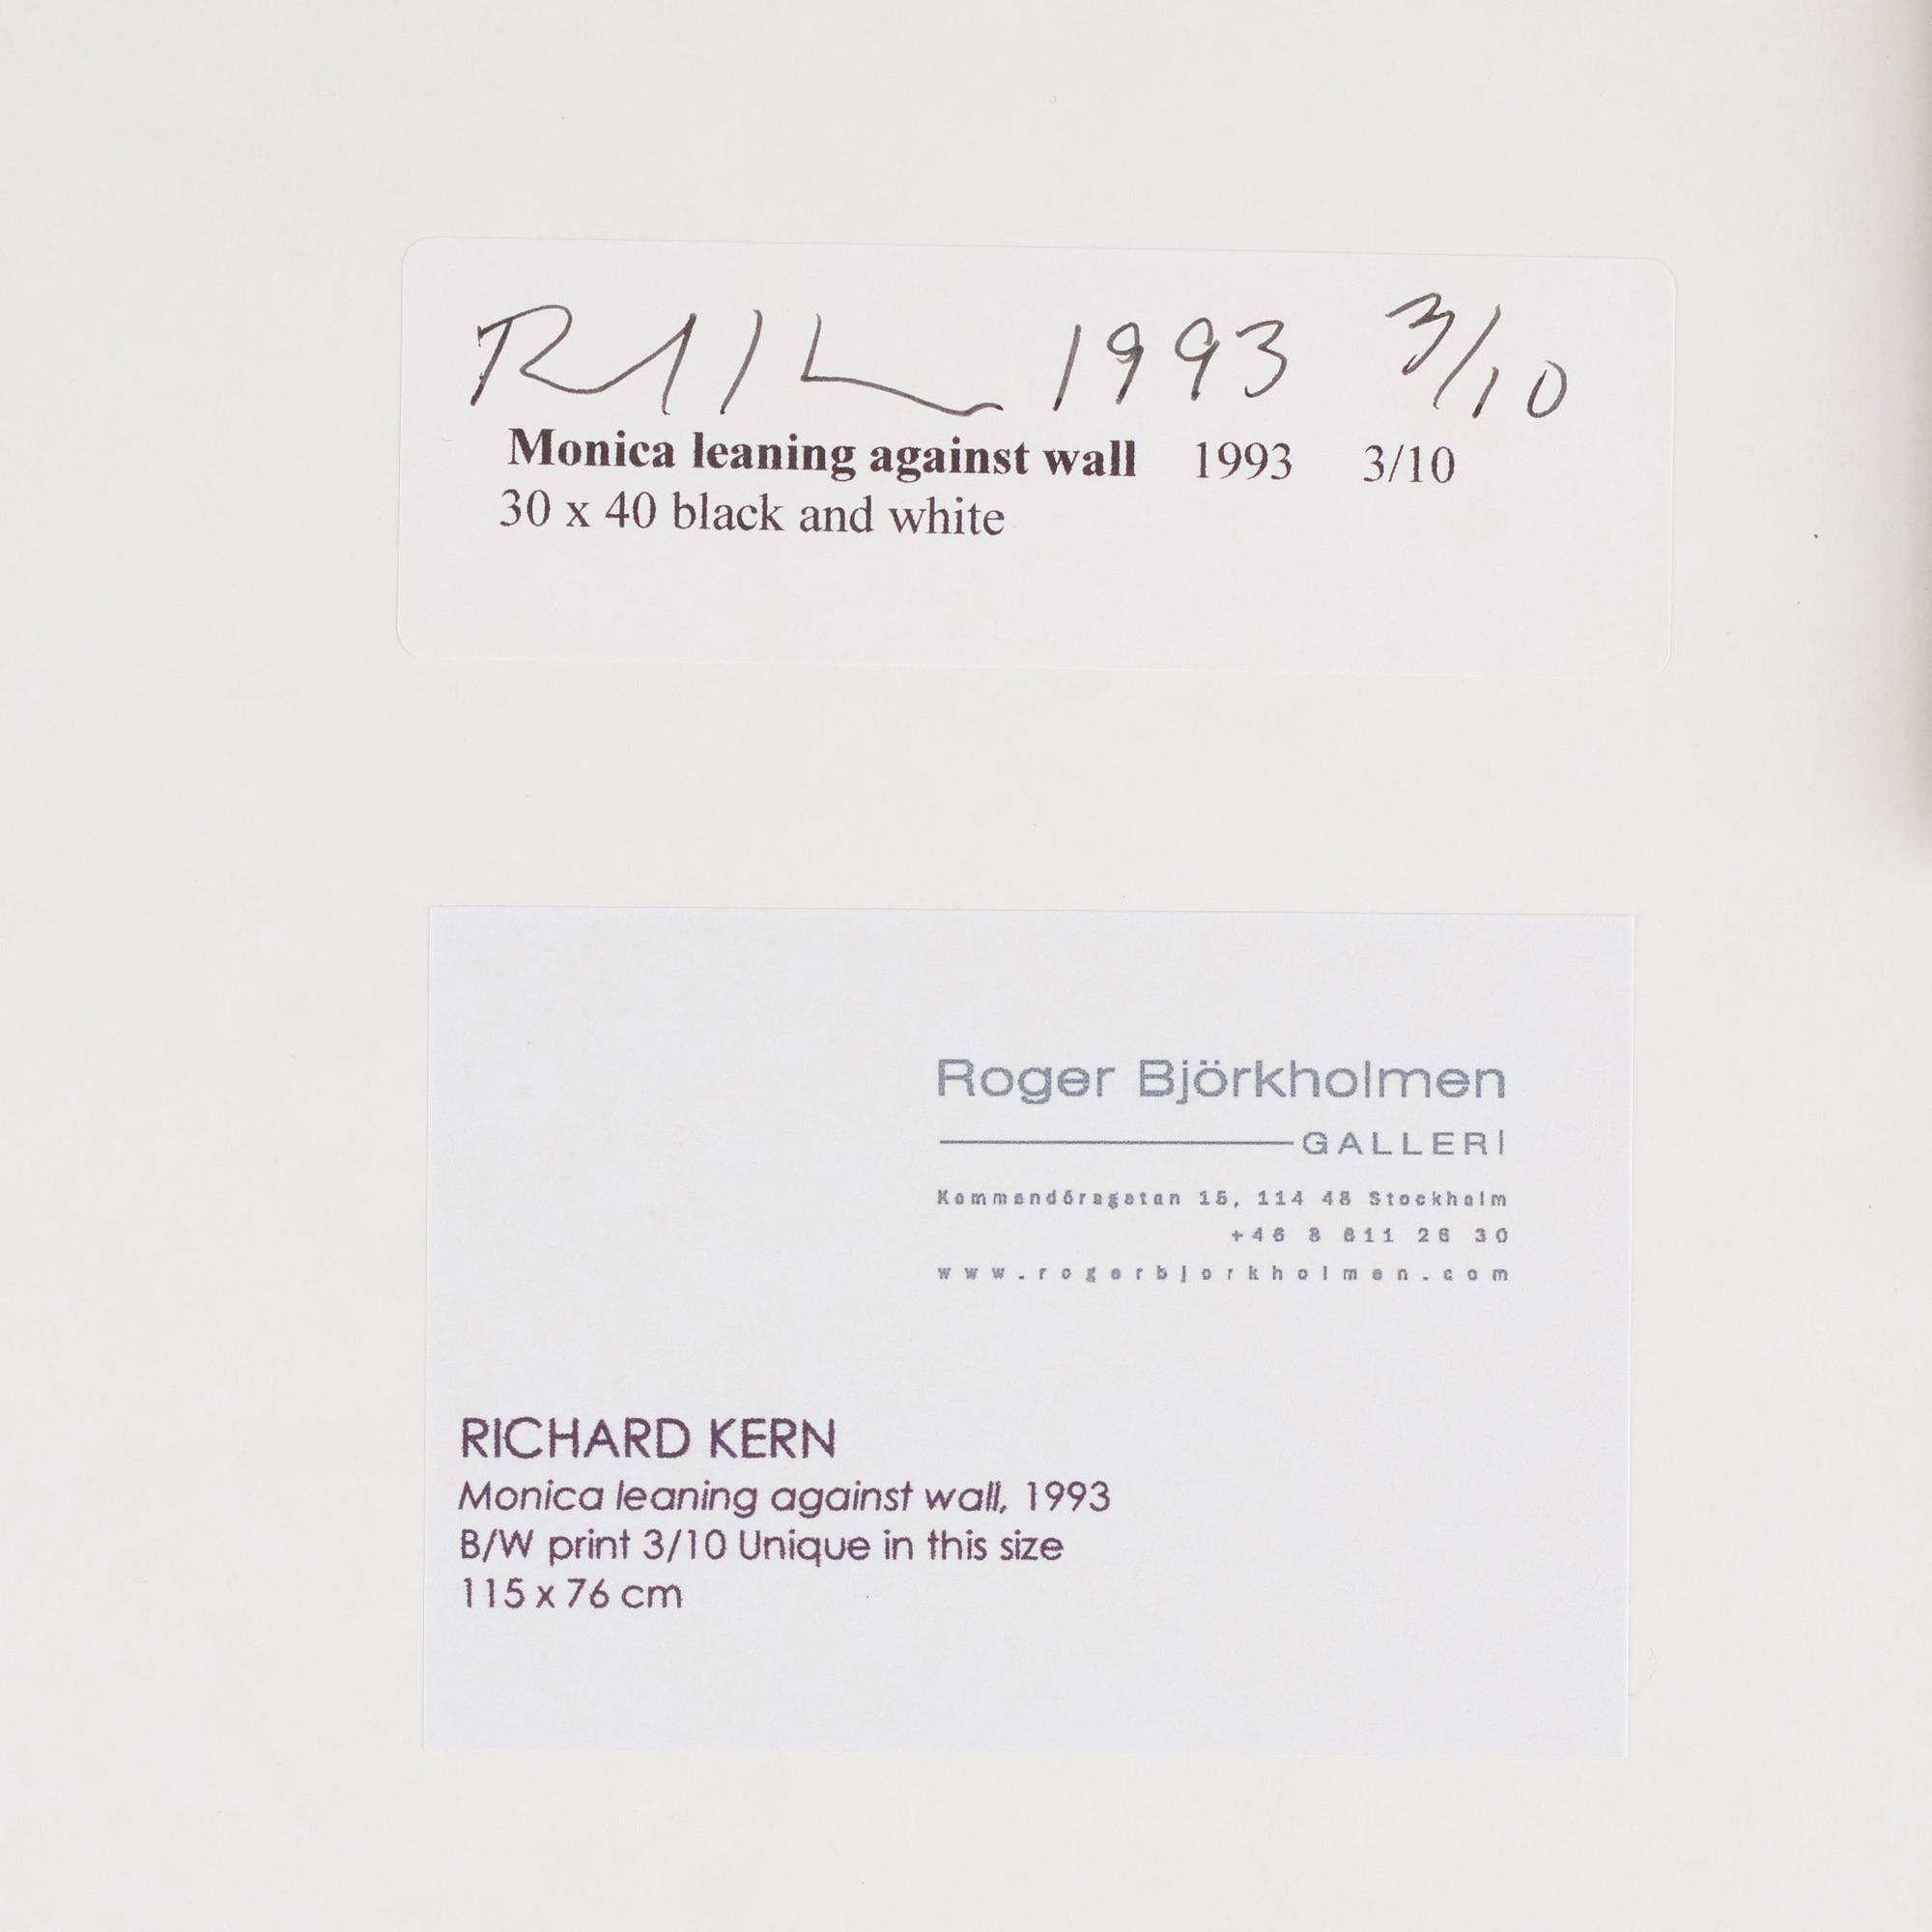 1993 3/10
Monica leaning against wall 1993 3/10
30 x 40 black and white
Roger Björkholmen
GALLERI
Kommendörsgatan 15, 114 48 Stockholm
+46 8 611 26 30
www.rogerbjorkholmen.com
RICHARD KERN
Monica leaning against wall, 1993
B/W print 3/10 Unique in this size
115 x 76 cm